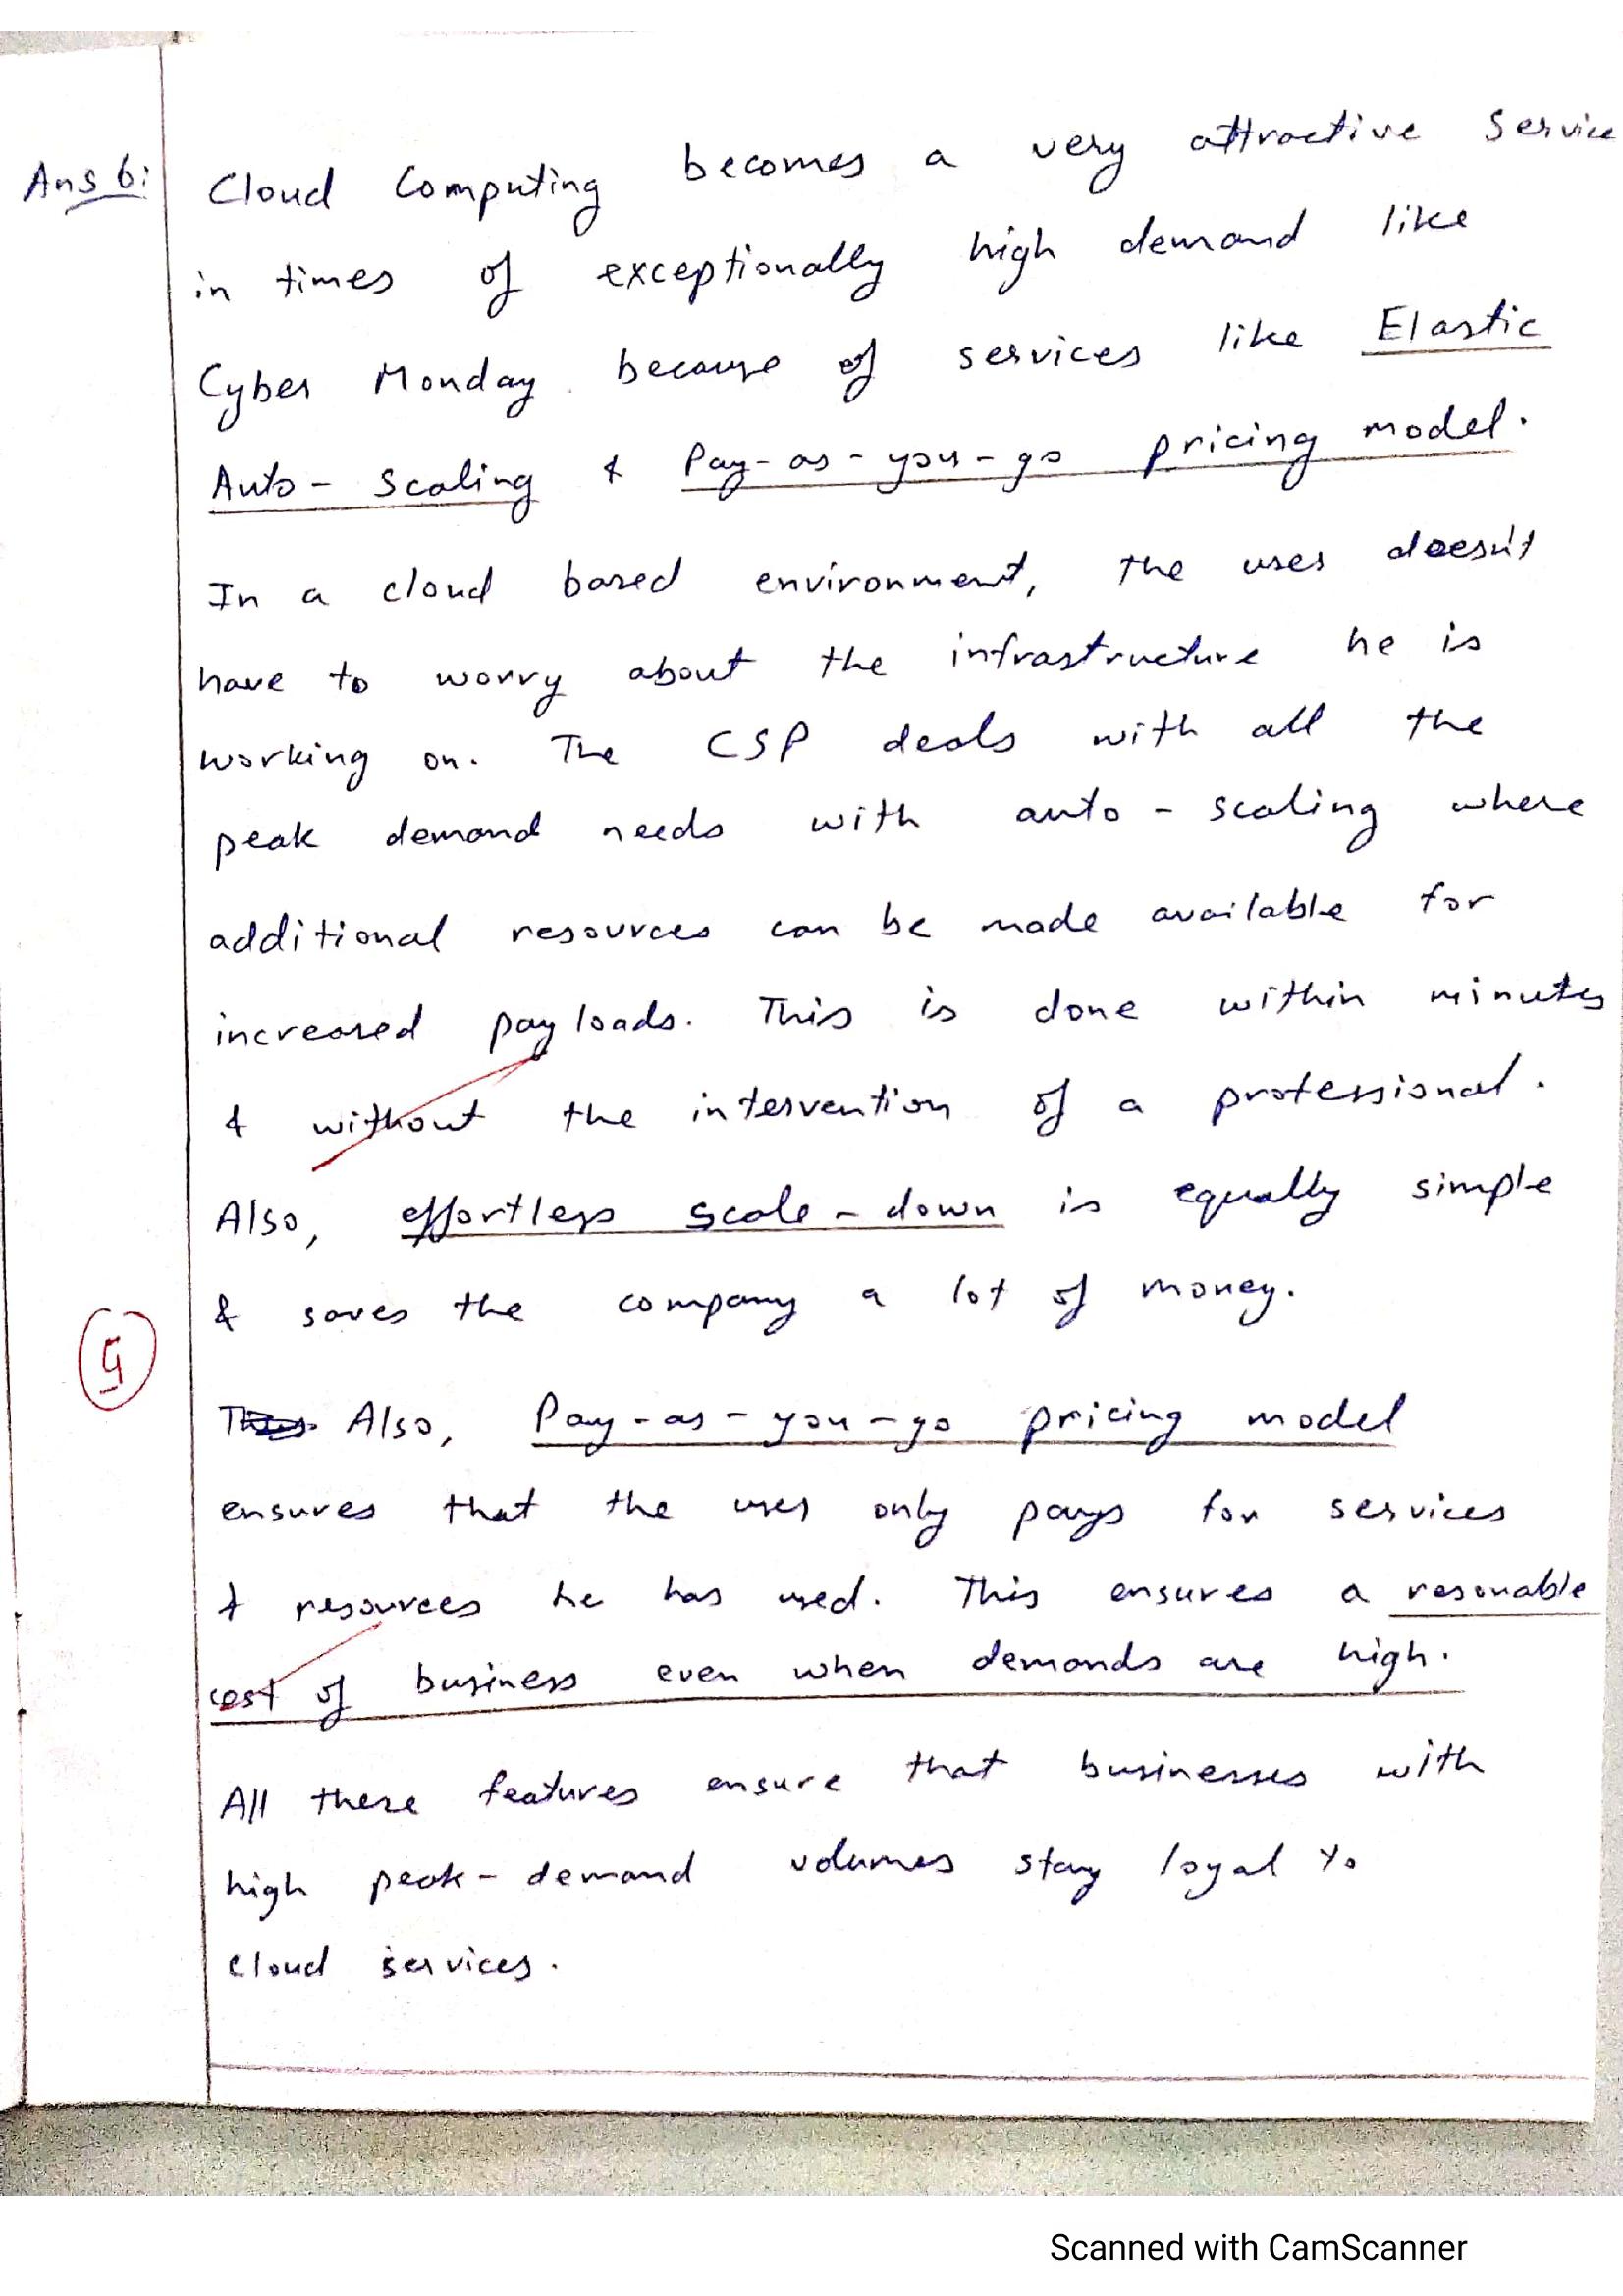 Ans 6: Cloud Computing becomes a very attractive service
in times of exceptionally high demand like
Cyber Monday because of services like Elastic
Auto-Scaling & Pay-as-you-go pricing model.
In a cloud based environment, the user doesn't
have to worry about the infrastructure he is
working on. The CSP deals with all the
peak demand needs with auto-scaling where
additional resources can be made available for
increased payloads. This is done within minutes
& without the intervention of a professional.
Also, effortless scale-down is equally simple
& saves the company a lot of money.
5
Also, Pay-as-you-go pricing model
ensures that the user only pays for services
& resources he has used. This ensures a resonable
cost of business even when demands are high.
All these features ensure that businesses with
high peak-demand volumes stay loyal to
cloud services.
Scanned with CamScanner